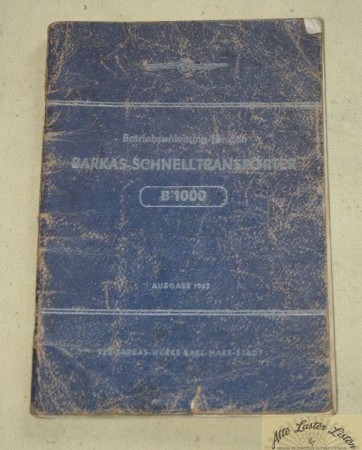 Betriebsanleitung für den
BARKAS-SCHNELLTRANSPORTER
B 1000
AUSGABE 1962
VEB BARKAS-WERKE KARL-MARX-STADT
Alte Laster Listen